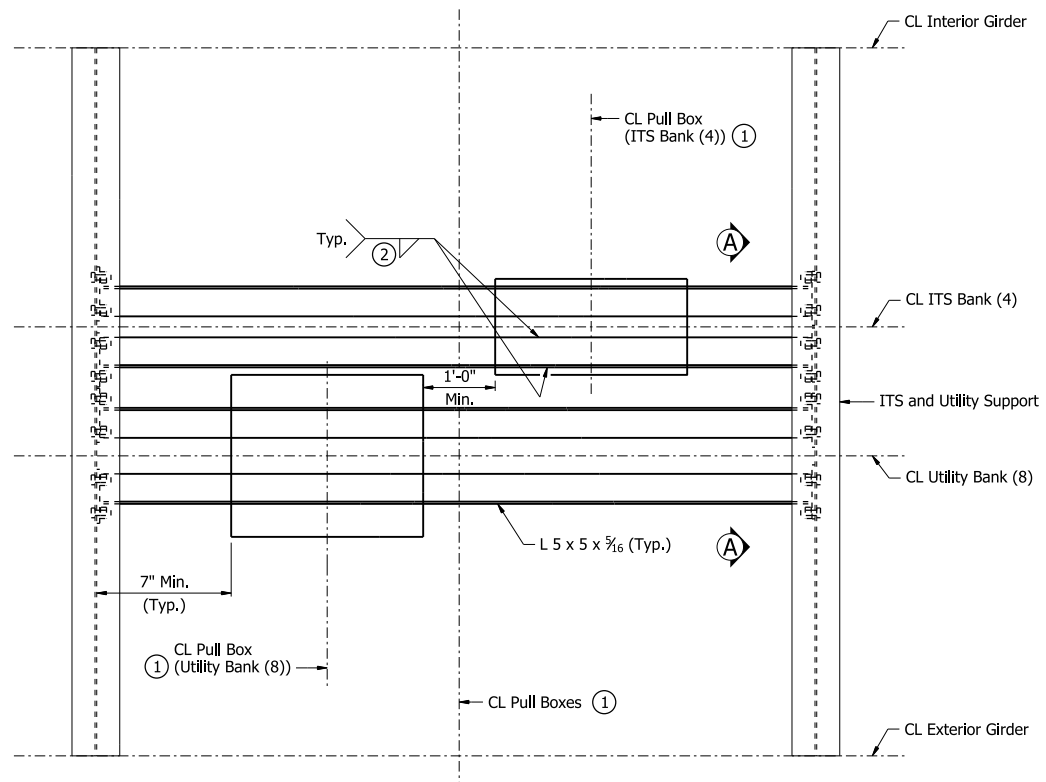 CL Interior Girder
CL Pull Box
(ITS Bank (4)) 1
Typ.
2
A
CL ITS Bank (4)
1'-0"
Min.
ITS and Utility Support
CL Utility Bank (8)
L 5 x 5 x 5/16 (Typ.)
A
7" Min.
(Typ.)
CL Pull Box
1 (Utility Bank (8))
CL Pull Boxes 1
CL Exterior Girder